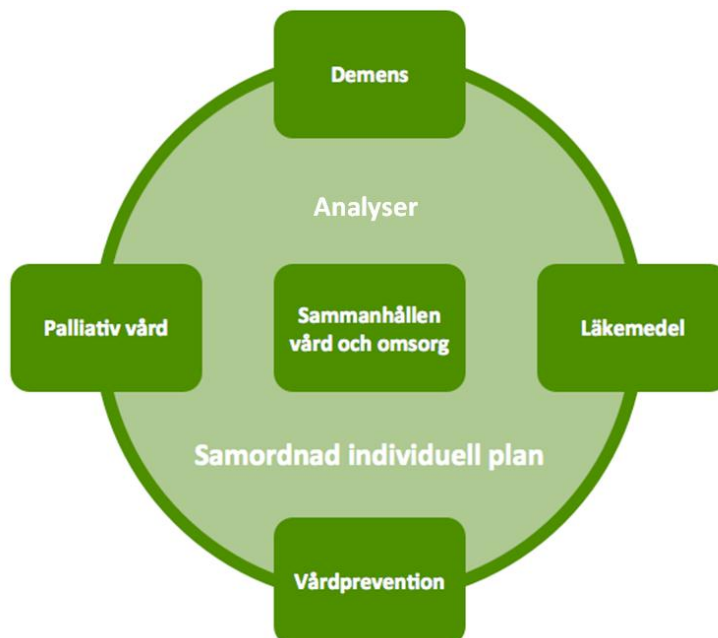 Demens
Analyser
Palliativ vård
Sammanhållen
vård och omsorg
Läkemedel
Samordnad individuell plan
Vårdprevention